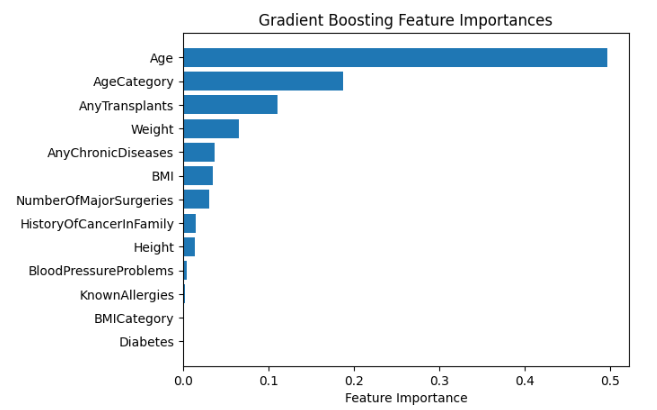 Gradient Boosting Feature Importances
Age
AgeCategory
AnyTransplants
Weight
AnyChronicDiseases
BMI
NumberOfMajorSurgeries
HistoryOfCancerInFamily
Height
BloodPressureProblems
KnownAllergies
BMICategory
Diabetes
0.0 0.1 0.2 0.3 0.4 0.5
Feature Importance